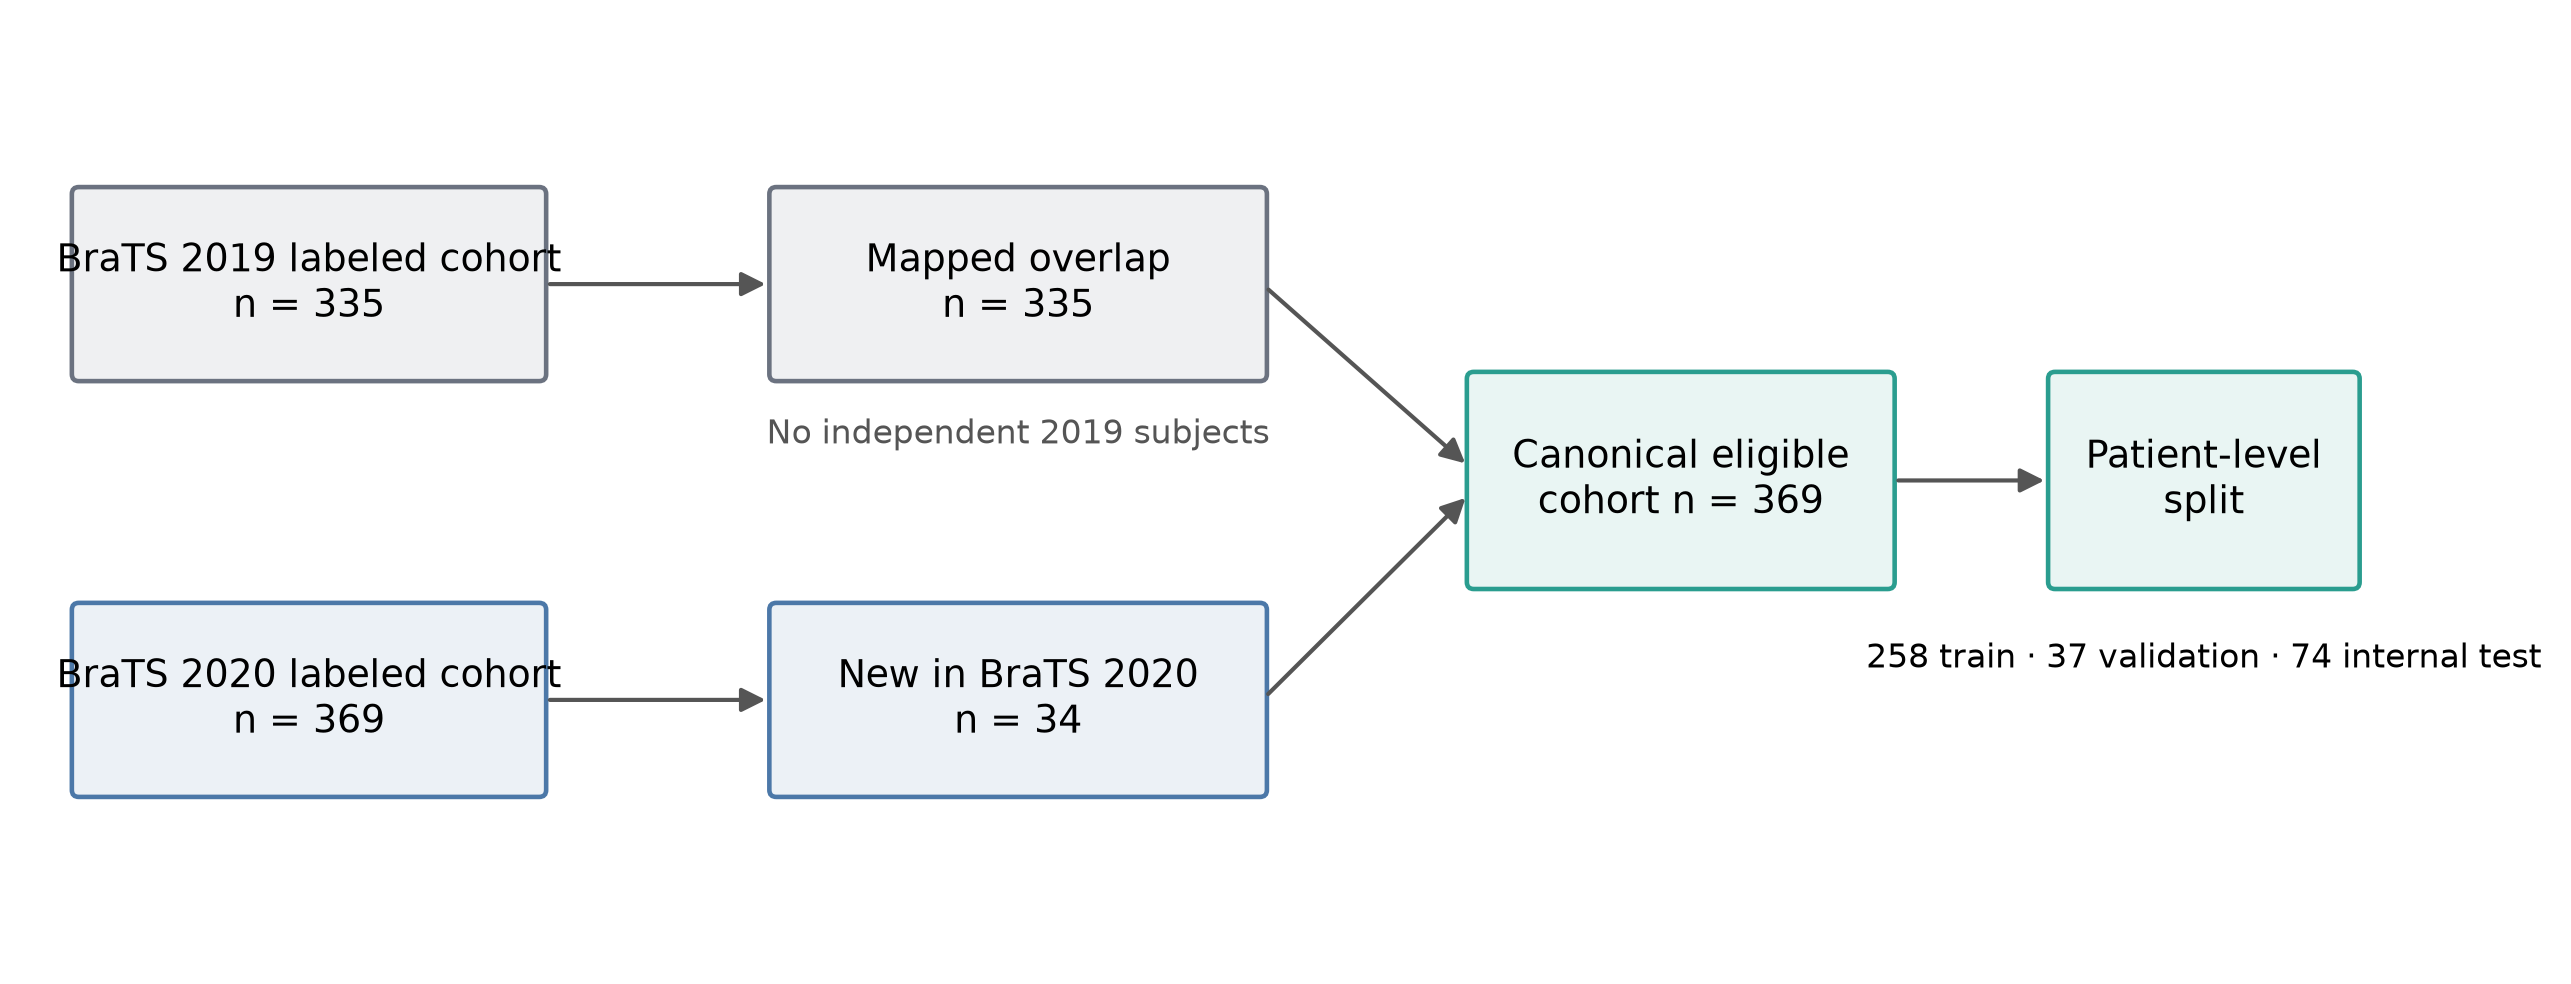 BraTS 2019 labeled cohort
n = 335
Mapped overlap
n = 335
No independent 2019 subjects
BraTS 2020 labeled cohort
n = 369
New in BraTS 2020
n = 34
Canonical eligible
cohort n = 369
Patient-level
split
258 train · 37 validation · 74 internal test